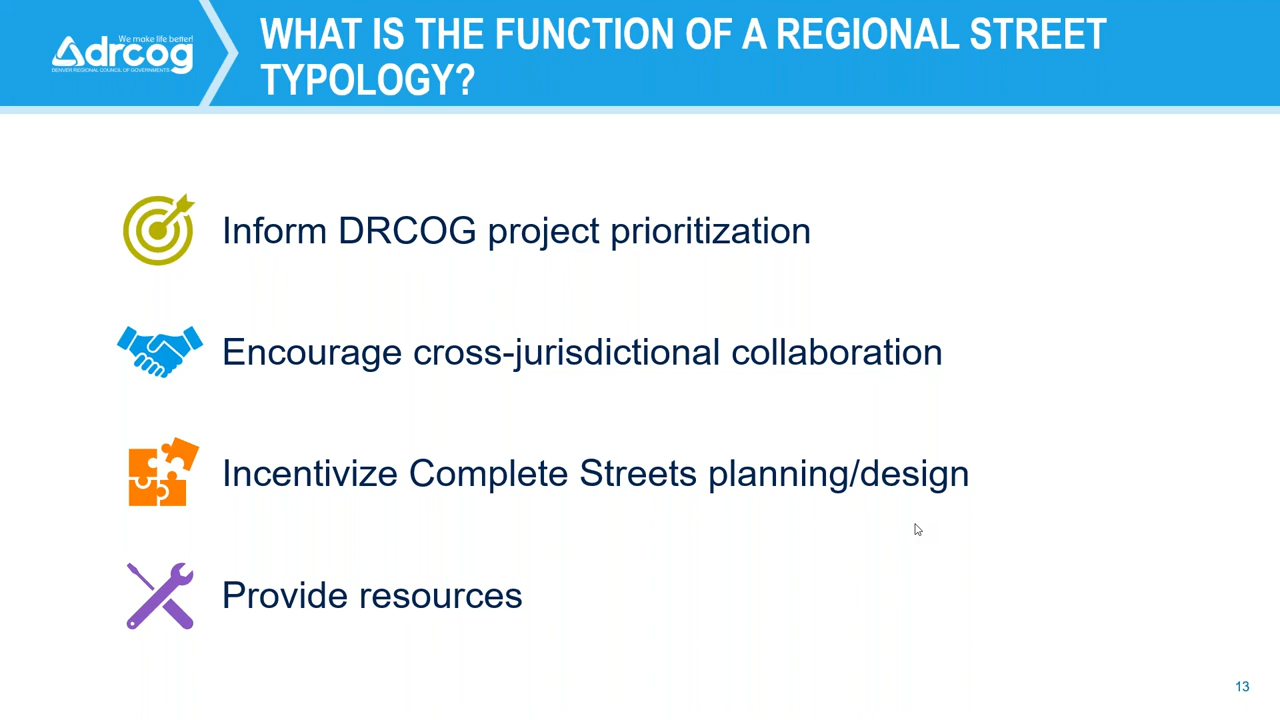 We make life better!
drcog
DENVER REGIONAL COUNCIL OF GOVERNMENTS
WHAT IS THE FUNCTION OF A REGIONAL STREET
TYPOLOGY?
Inform DRCOG project prioritization
Encourage cross-jurisdictional collaboration
Incentivize Complete Streets planning/design
Provide resources
13